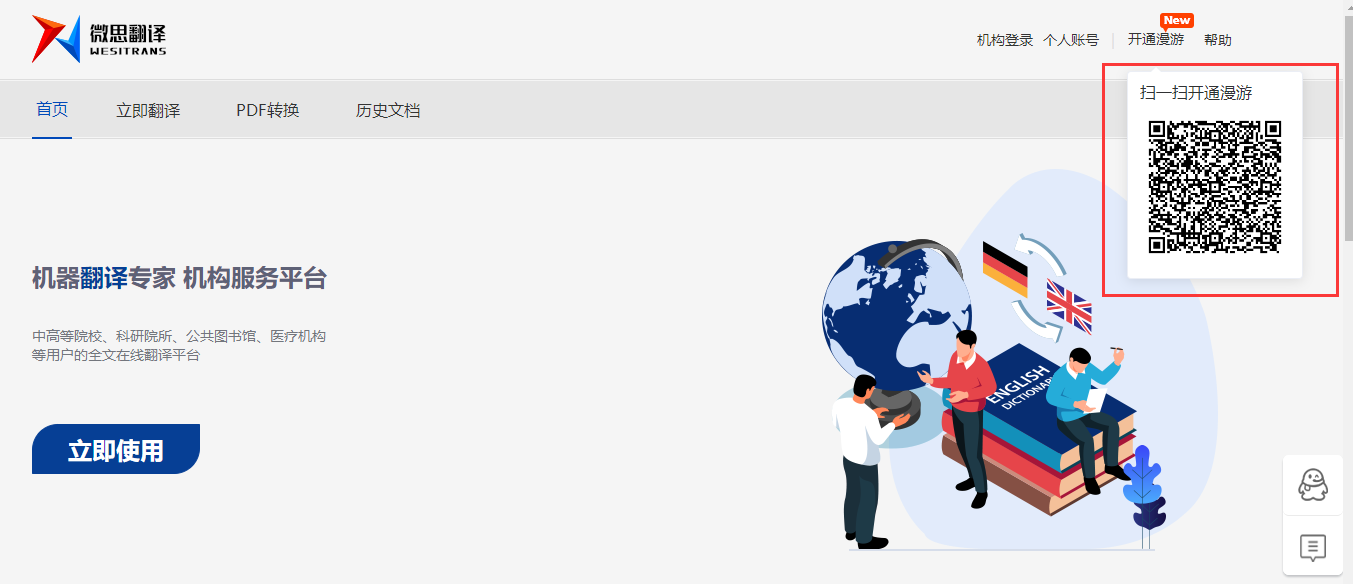 微思翻译
WESITRANS
机构登录 个人账号 开通漫游 New 帮助
首页 立即翻译 PDF转换 历史文档
扫一扫开通漫游
机器翻译专家 机构服务平台
中高等院校、科研院所、公共图书馆、医疗机构
等用户的全文在线翻译平台
立即使用
ENGLISH
DICTIONARY